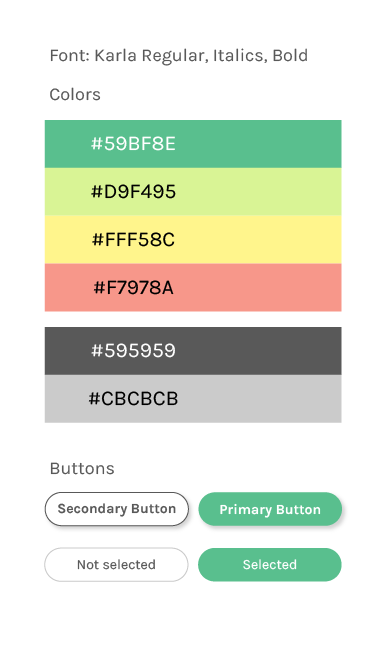 Font: Karla Regular, Italics, Bold
Colors
#59BF8E
#D9F495
#FFF58C
#F7978A
#595959
#CBCBCB
Buttons
Secondary Button Primary Button
Not selected Selected